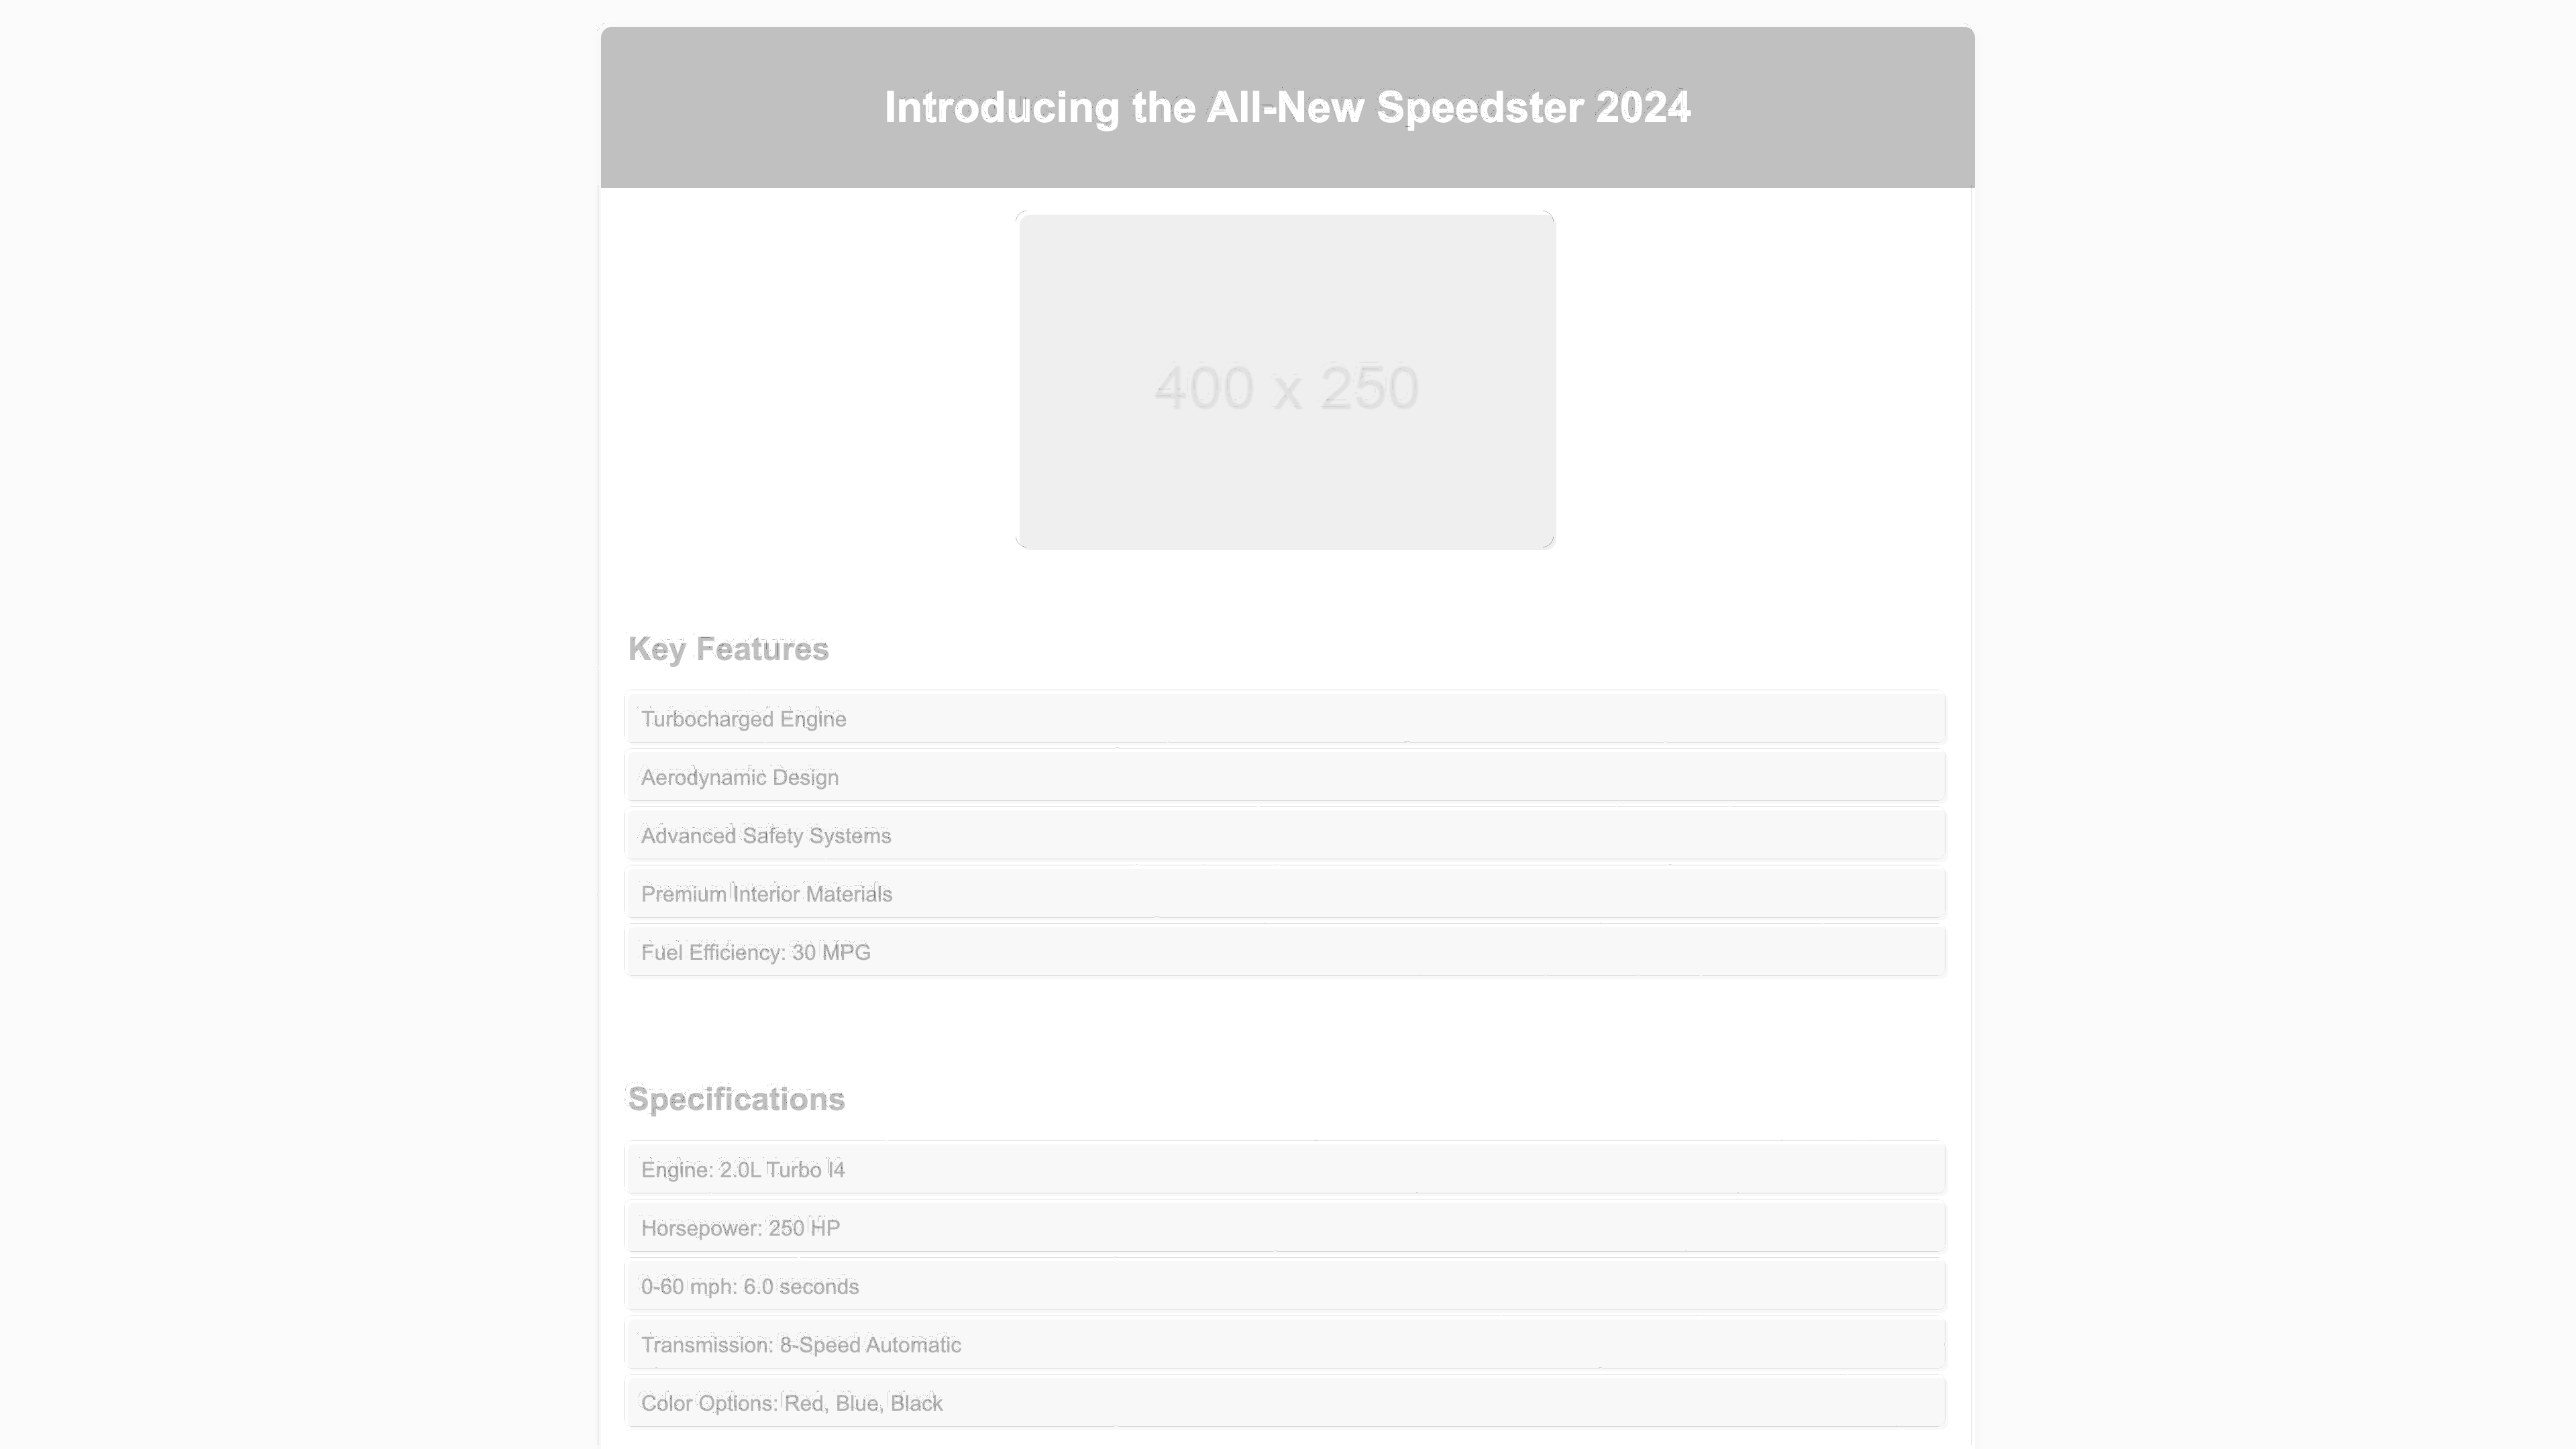 Introducing the All-New Speedster 2024
400 x 250
Key Features
Turbocharged Engine
Aerodynamic Design
Advanced Safety Systems
Premium Interior Materials
Fuel Efficiency: 30 MPG
Specifications
Engine: 2.0L Turbo I4
Horsepower: 250 HP
0-60 mph: 6.0 seconds
Transmission: 8-Speed Automatic
Color Options: Red, Blue, Black